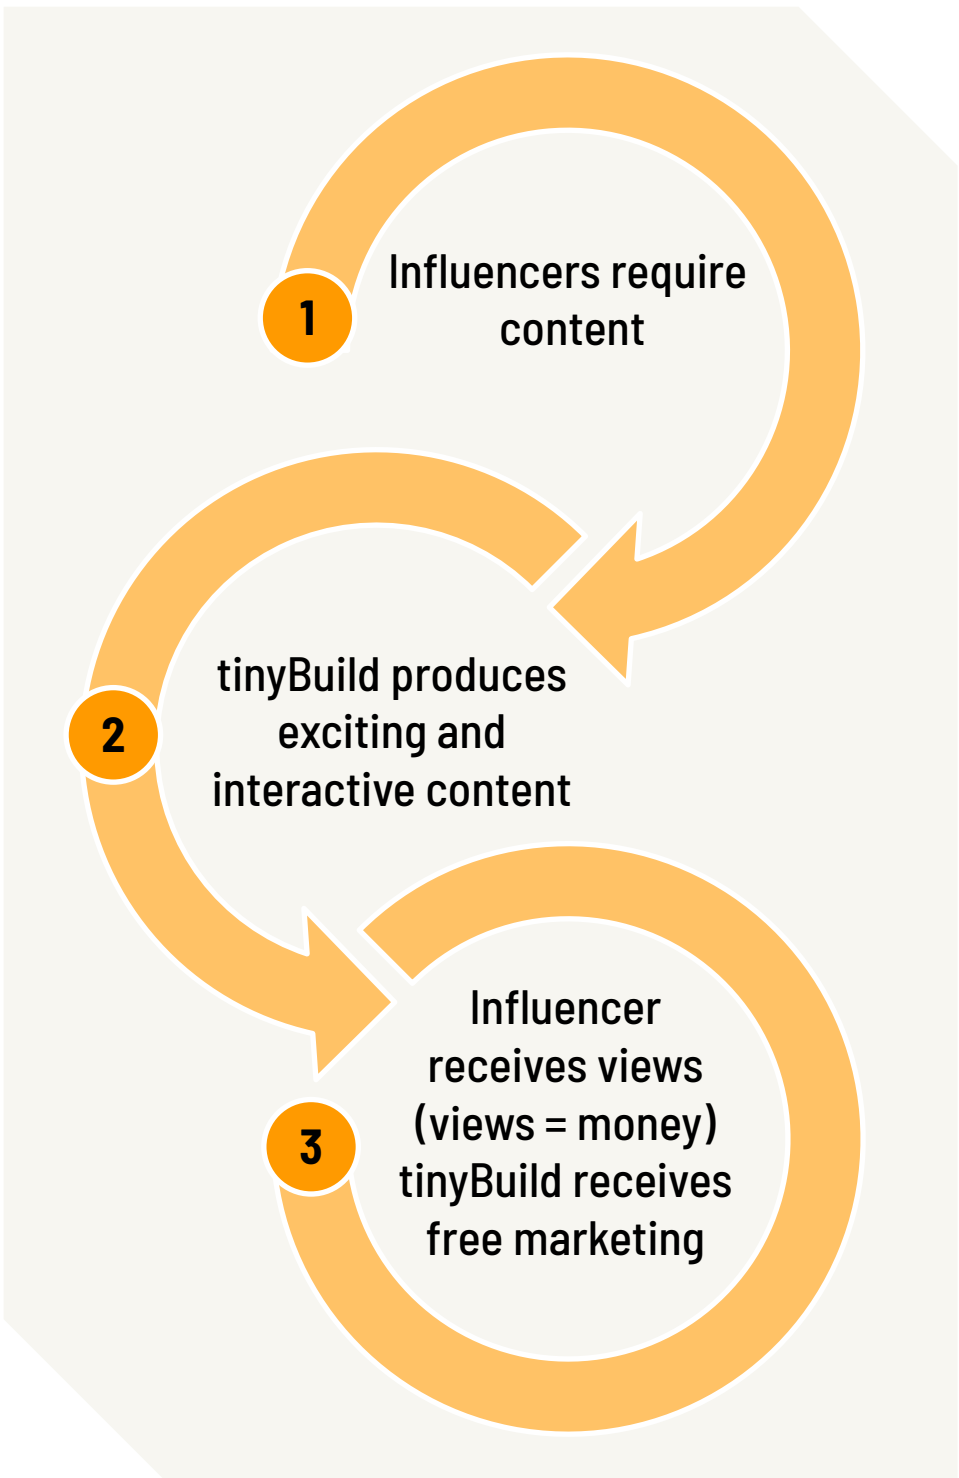 1
Influencers require
content
2
tinyBuild produces
exciting and
interactive content
3
Influencer
receives views
(views = money)
tinyBuild receives
free marketing